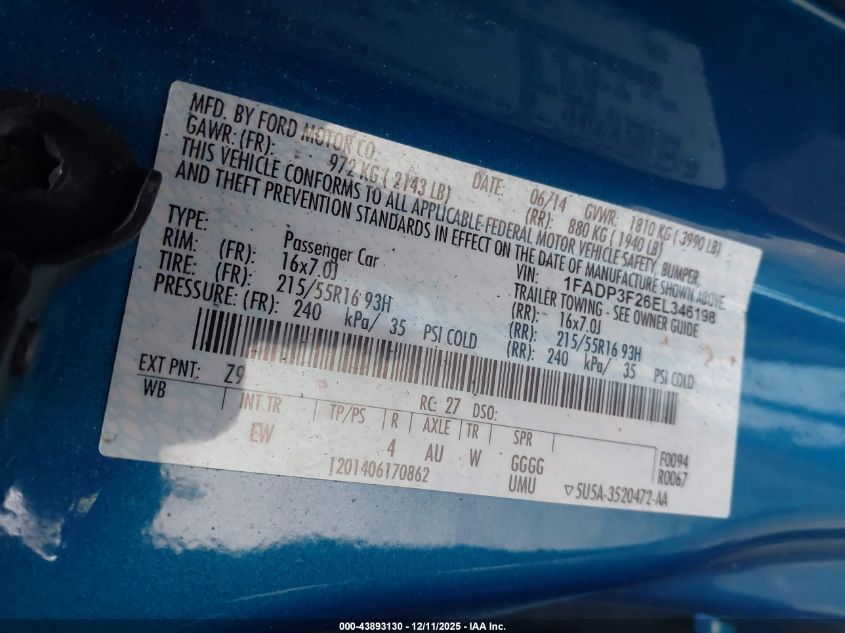 MFD. BY FORD MOTOR CO. DATE: 06/14 GVWR: 1810 KG ( 3990 LB)
GAWR: (FR): 972 KG ( 2143 LB) (RR): 880 KG ( 1940 LB)
THIS VEHICLE CONFORMS TO ALL APPLICABLE FEDERAL MOTOR VEHICLE SAFETY, BUMPER,
AND THEFT PREVENTION STANDARDS IN EFFECT ON THE DATE OF MANUFACTURE SHOWN ABOVE.
VIN: 1FADP3F26EL346198
TYPE: Passenger Car TRAILER TOWING - SEE OWNER GUIDE
RIM: (FR): 16x7.0J (RR): 16x7.0J
TIRE: (FR): 215/55R16 93H (RR): 215/55R16 93H
PRESSURE: (FR): 240 kPa/ 35 PSI COLD (RR): 240 kPa/ 35 PSI COLD
EXT PNT: Z9 RC: 27 DSO:
WB INT TR TP/PS R AXLE TR SPR
EW 4 AU W GGGG F0094
UMU R0067
T201406170862 ▽5U5A-3520472-AA
000-43893130 - 12/11/2025 - IAA Inc.